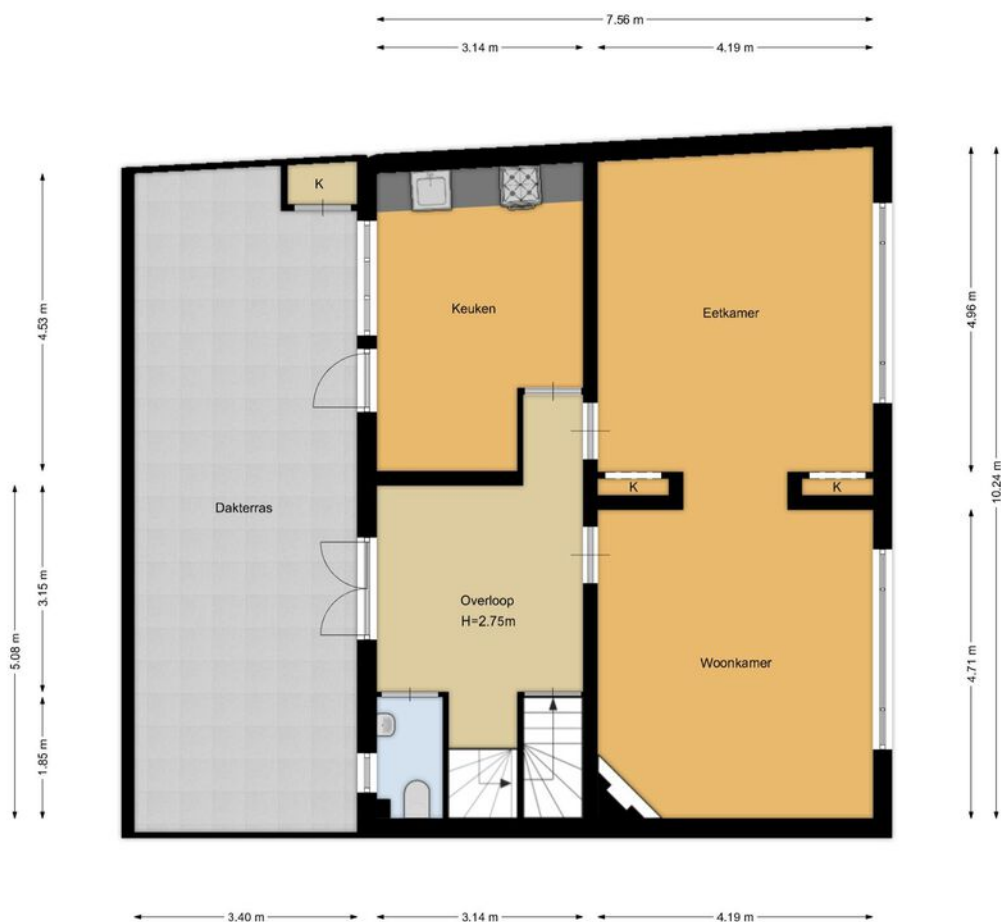 7.56 m
3.14 m
4.19 m
K
Keuken
Eetkamer
4.53 m
4.96 m
10.24 m
K
K
Dakterras
3.15 m
5.08 m
Overloop
H=2.75m
Woonkamer
4.71 m
1.85 m
3.40 m
3.14 m
4.19 m